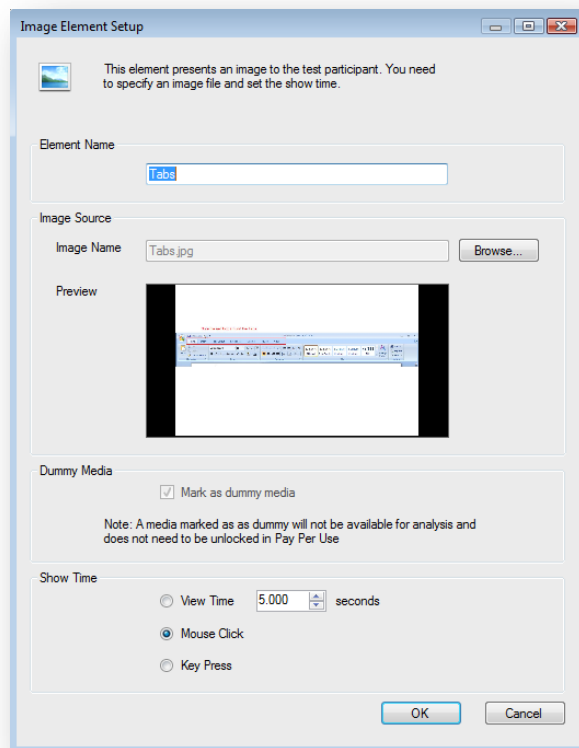 Image Element Setup
This element presents an image to the test participant. You need
to specify an image file and set the show time.
Element Name
Tabs
Image Source
Image Name
Tabs.jpg
Browse...
Preview
Dummy Media
Mark as dummy media
Note: A media marked as as dummy will not be available for analysis and
does not need to be unlocked in Pay Per Use
Show Time
View Time
5.000
seconds
Mouse Click
Key Press
OK
Cancel